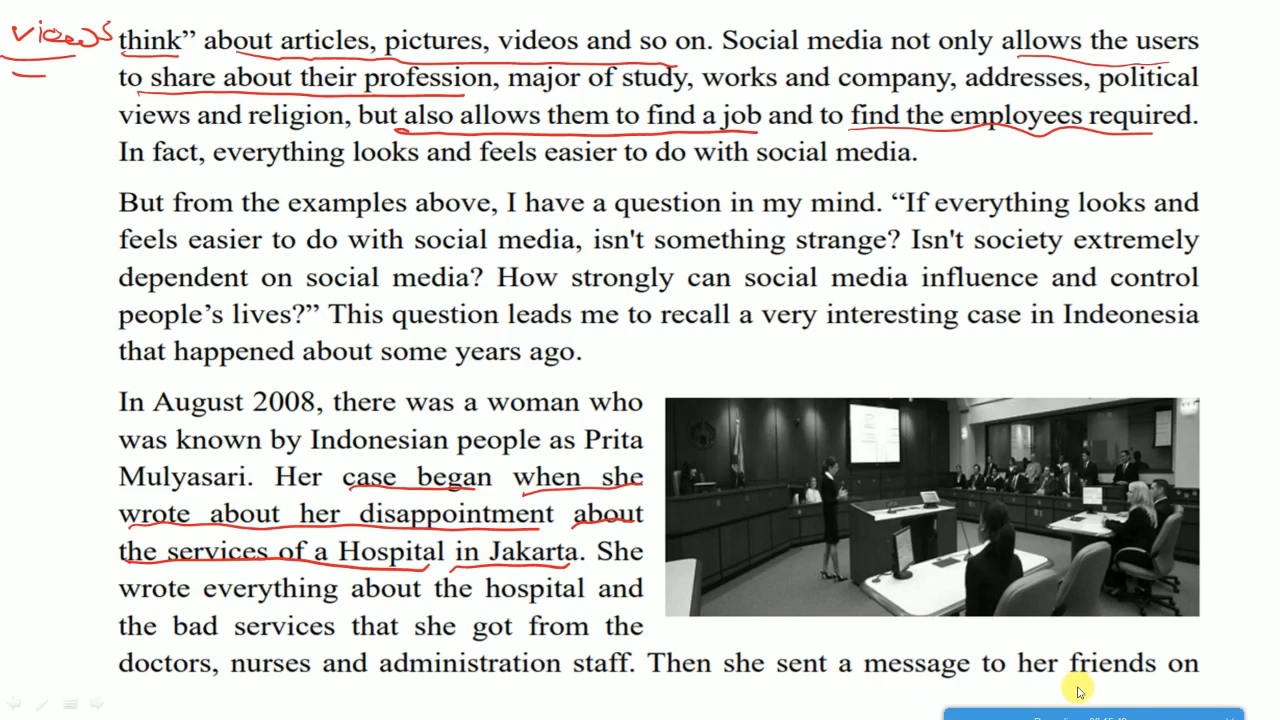 views
think” about articles, pictures, videos and so on. Social media not only allows the users
to share about their profession, major of study, works and company, addresses, political
views and religion, but also allows them to find a job and to find the employees required.
In fact, everything looks and feels easier to do with social media.
But from the examples above, I have a question in my mind. “If everything looks and
feels easier to do with social media, isn't something strange? Isn't society extremely
dependent on social media? How strongly can social media influence and control
people’s lives?” This question leads me to recall a very interesting case in Indeonesia
that happened about some years ago.
In August 2008, there was a woman who
was known by Indonesian people as Prita
Mulyasari. Her case began when she
wrote about her disappointment about
the services of a Hospital in Jakarta. She
wrote everything about the hospital and
the bad services that she got from the
doctors, nurses and administration staff. Then she sent a message to her friends on